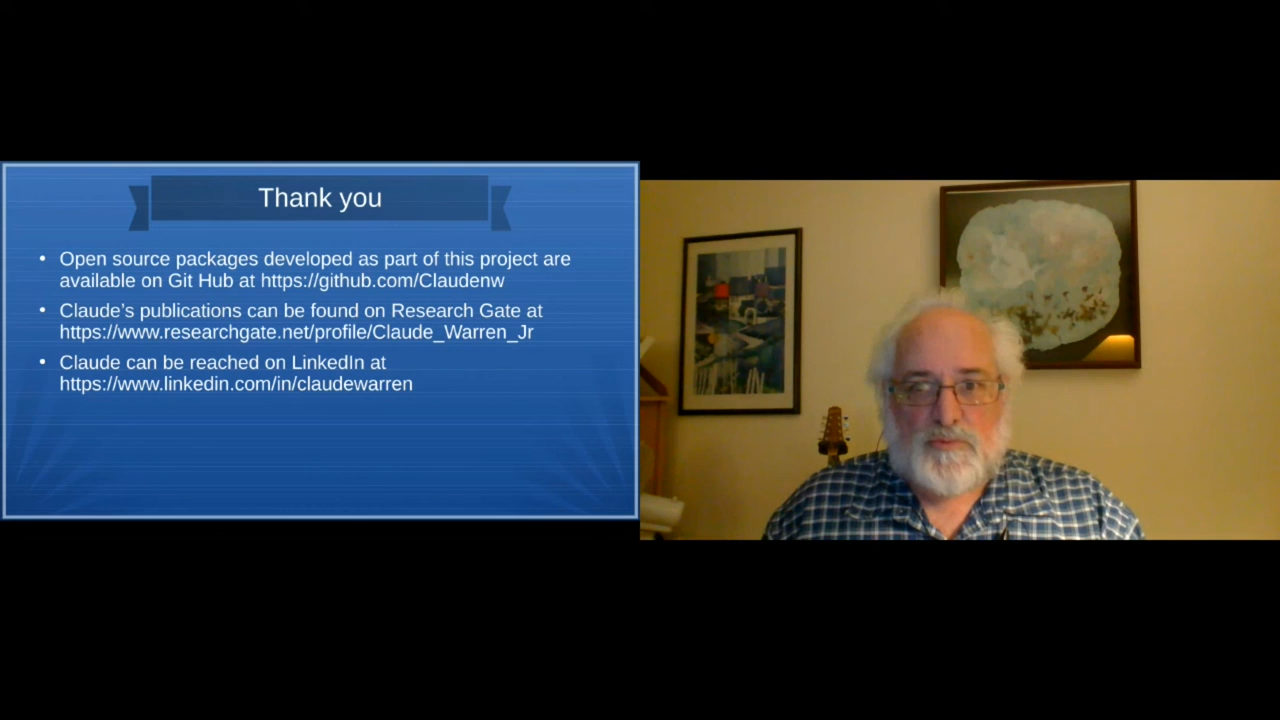 Thank you
• Open source packages developed as part of this project are
available on Git Hub at https://github.com/Claudenw
• Claude’s publications can be found on Research Gate at
https://www.researchgate.net/profile/Claude_Warren_Jr
• Claude can be reached on LinkedIn at
https://www.linkedin.com/in/claudewarren